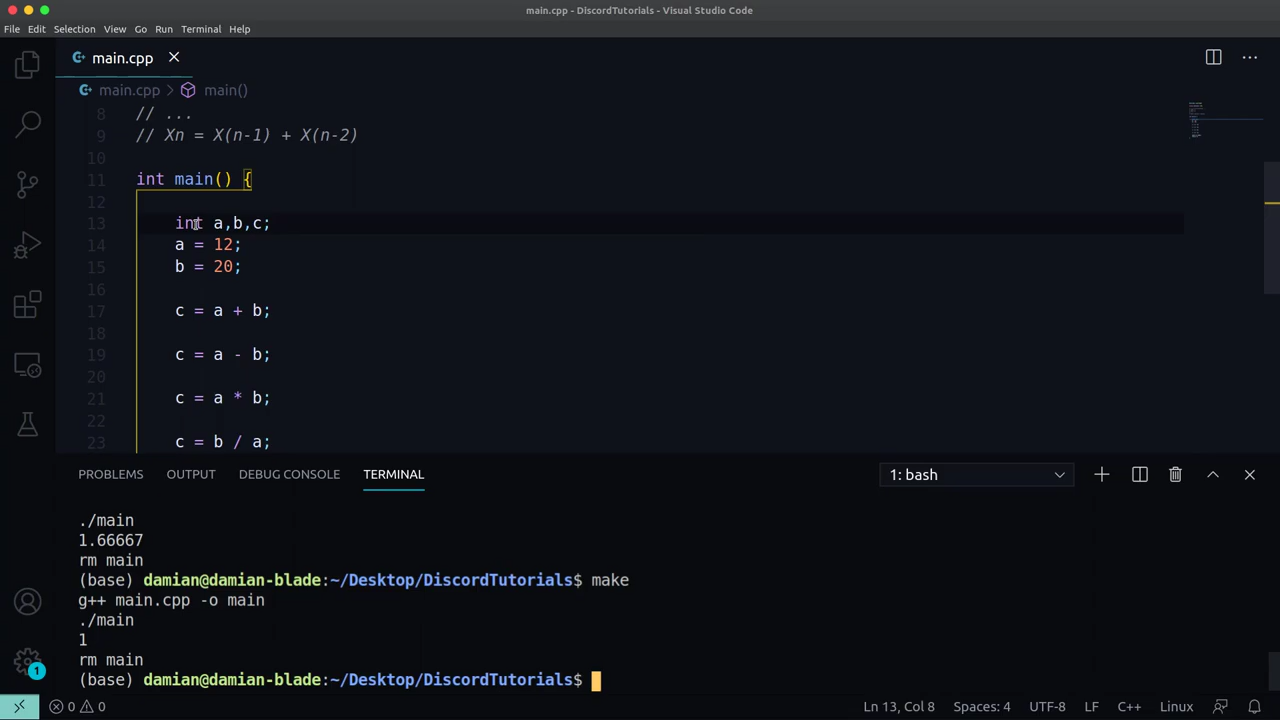 main.cpp - DiscordTutorials - Visual Studio Code
File Edit Selection View Go Run Terminal Help
main.cpp
main.cpp > main()
8 // ...
9 // Xn = X(n-1) + X(n-2)
10
11 int main() {
12
13 int a,b,c;
14 a = 12;
15 b = 20;
16
17 c = a + b;
18
19 c = a - b;
20
21 c = a * b;
22
23 c = b / a;
PROBLEMS OUTPUT DEBUG CONSOLE TERMINAL 1: bash
./main
1.66667
rm main
(base) damian@damian-blade:~/Desktop/DiscordTutorials$ make
g++ main.cpp -o main
./main
1
rm main
(base) damian@damian-blade:~/Desktop/DiscordTutorials$
1
0 0 Ln 13, Col 8 Spaces: 4 UTF-8 LF C++ Linux